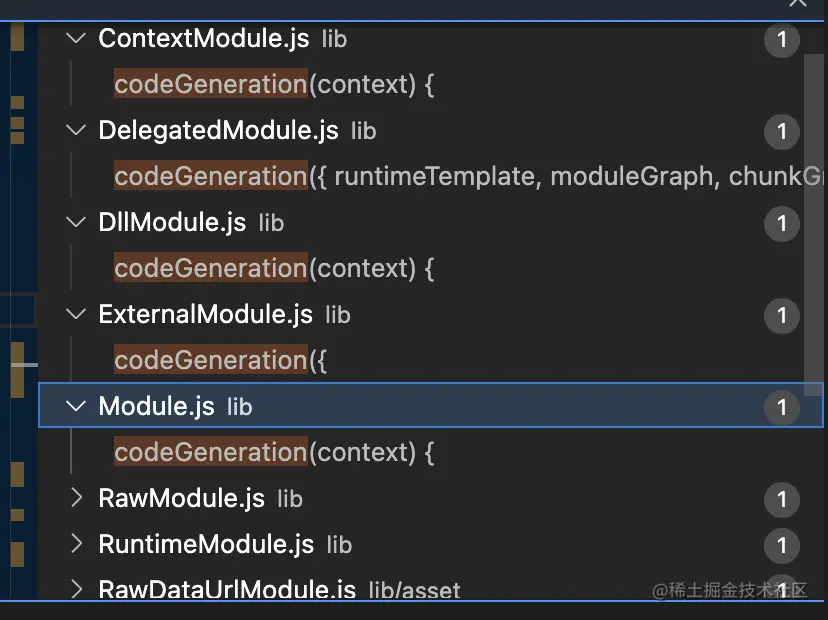 ContextModule.js lib 1
codeGeneration(context) {
DelegatedModule.js lib 1
codeGeneration({ runtimeTemplate, moduleGraph, chunkG
DllModule.js lib 1
codeGeneration(context) {
ExternalModule.js lib 1
codeGeneration({
Module.js lib 1
codeGeneration(context) {
RawModule.js lib 1
RuntimeModule.js lib 1
RawDataUrlModule.js lib/asset 1
@稀土掘金技术社区